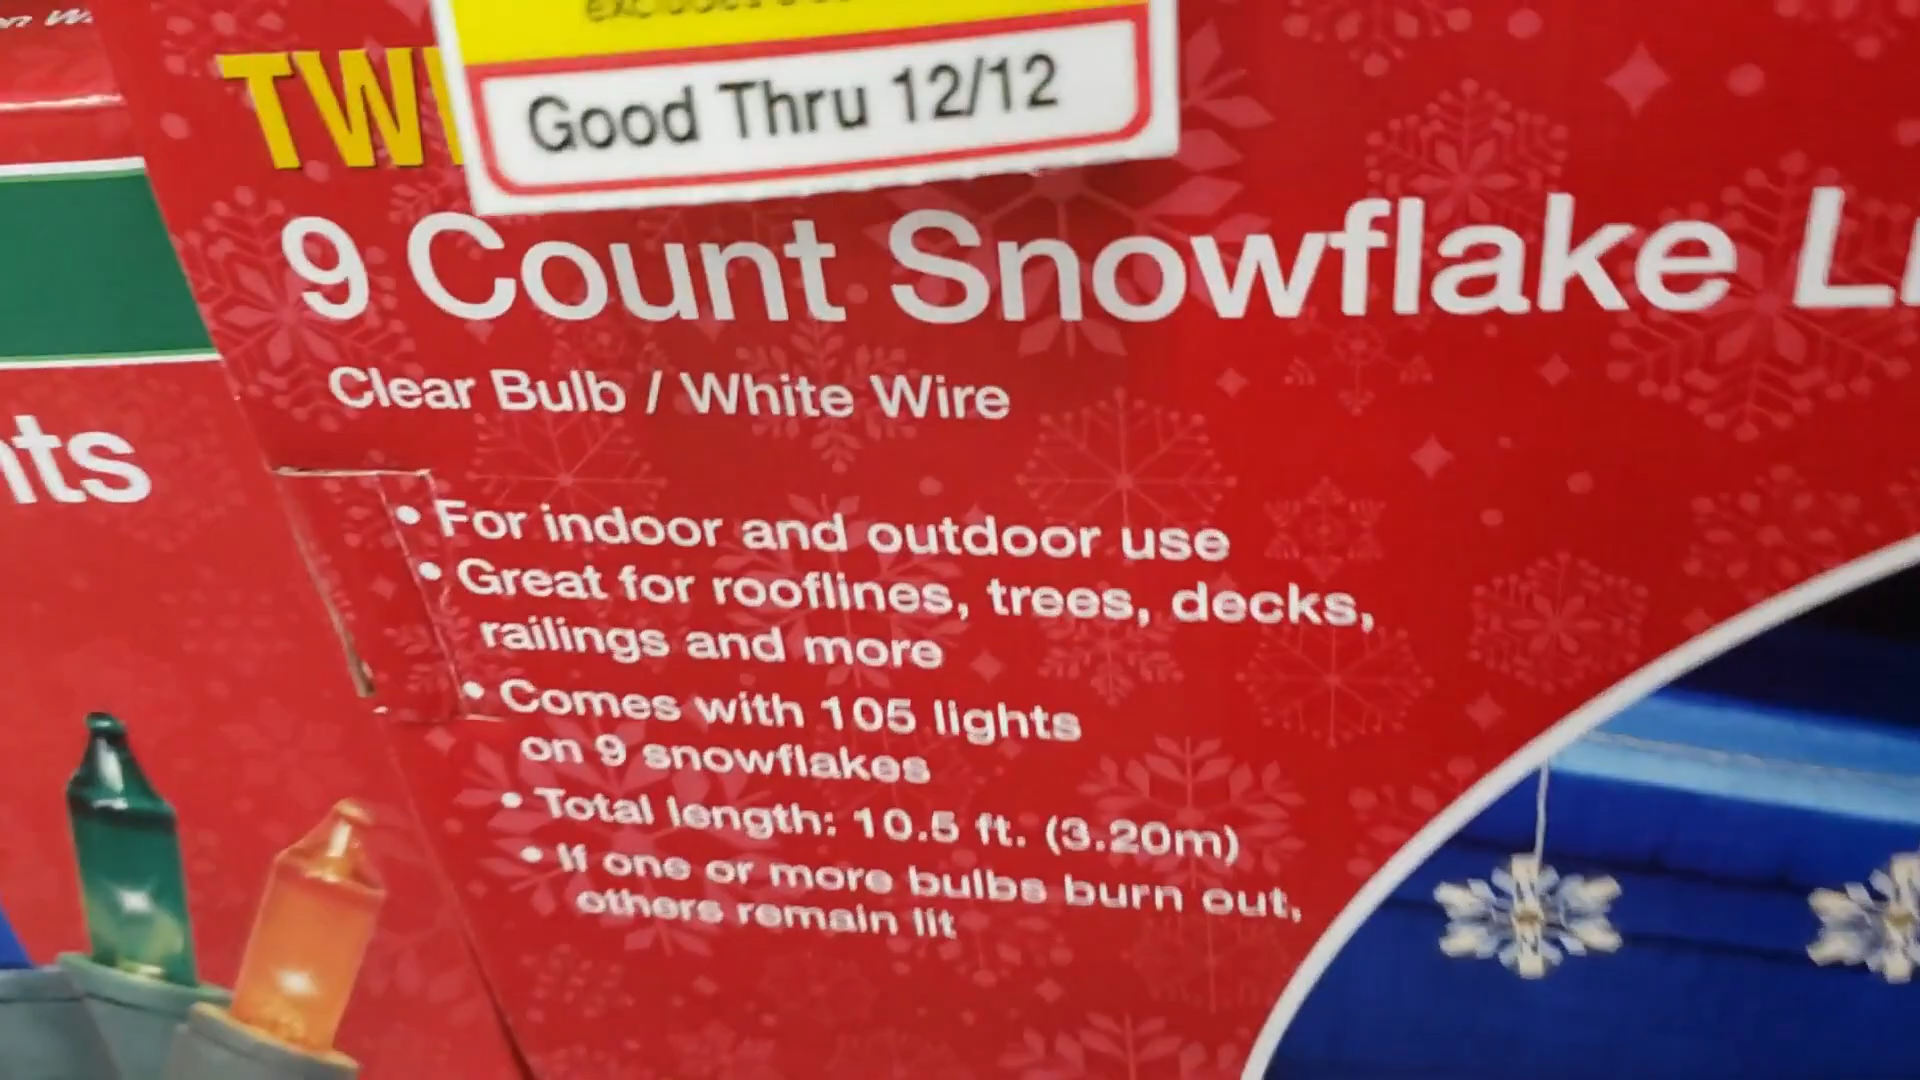 Good Thru 12/12
9 Count Snowflake
Clear Bulb / White Wire
• For indoor and outdoor use
• Great for rooflines, trees, decks,
railings and more
• Comes with 105 lights
on 9 snowflakes
• Total length: 10.5 ft. (3.20m)
• If one or more bulbs burn out,
others remain lit